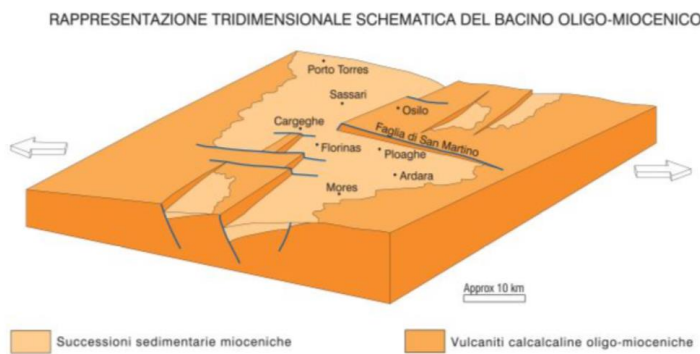 RAPPRESENTAZIONE TRIDIMENSIONALE SCHEMATICA DEL BACINO OLIGO-MIOCENICO
Porto Torres
Sassari
Osilo
Cargeghe
Faglia di San Martino
Florinas
Ploaghe
Ardara
Mores
Approx 10 km
Successioni sedimentarie mioceniche
Vulcaniti calcalcaline oligo-mioceniche